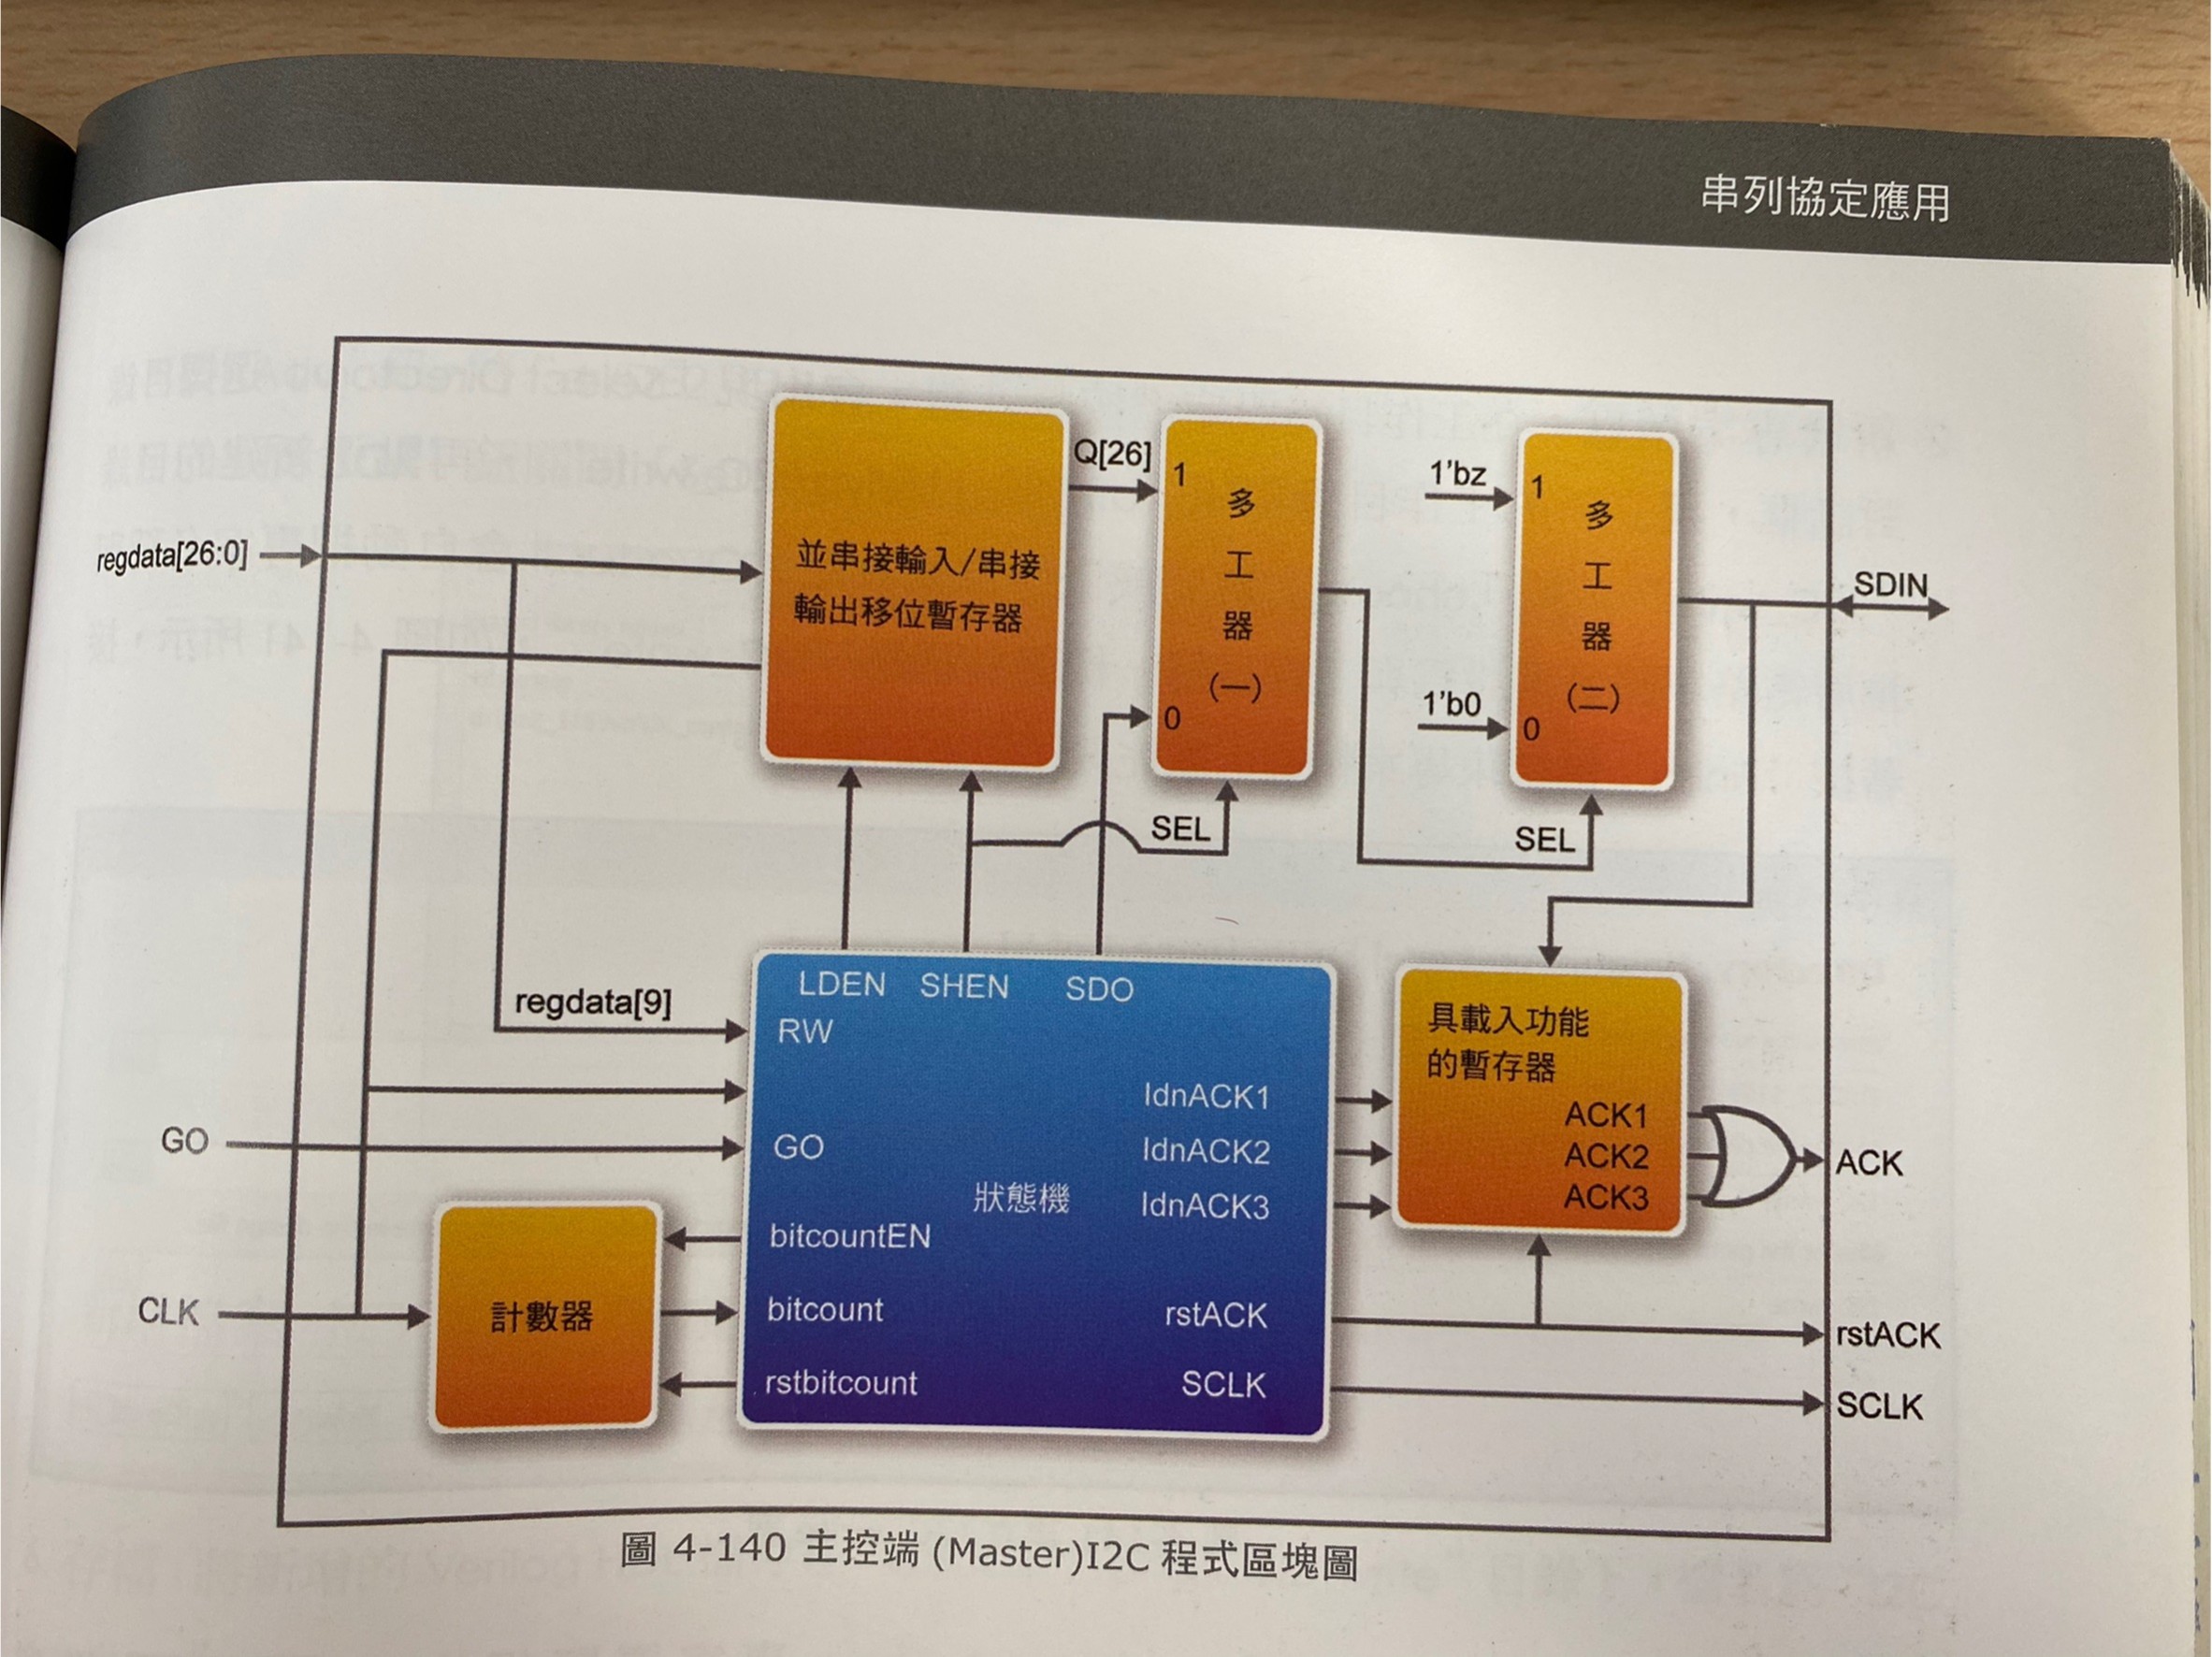 串列協定應用
Q[26]
1
多
工
器
(一)
0
SEL
1'bz
1
多
工
器
(二)
1'b0
0
SEL
SDIN
regdata[26:0]
並串接輸入/串接
輸出移位暫存器
LDEN SHEN SDO
regdata[9]
RW
GO
GO
狀態機
ldnACK1
ldnACK2
ldnACK3
bitcountEN
bitcount
rstbitcount
rstACK
SCLK
具載入功能
的暫存器
ACK1
ACK2
ACK3
ACK
CLK
計數器
rstACK
SCLK
圖 4-140 主控端 (Master)I2C 程式區塊圖